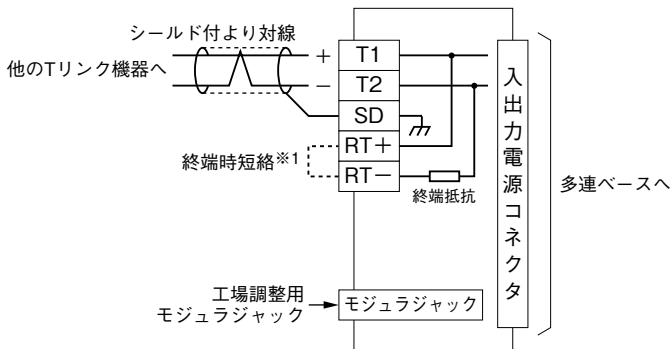 シールド付より対線
他のTリンク機器へ
+
−
T1
T2
SD
RT+
RT−
終端時短絡※1
終端抵抗
入出力電源コネクタ
多連ベースへ
工場調整用
モジュラジャック
モジュラジャック